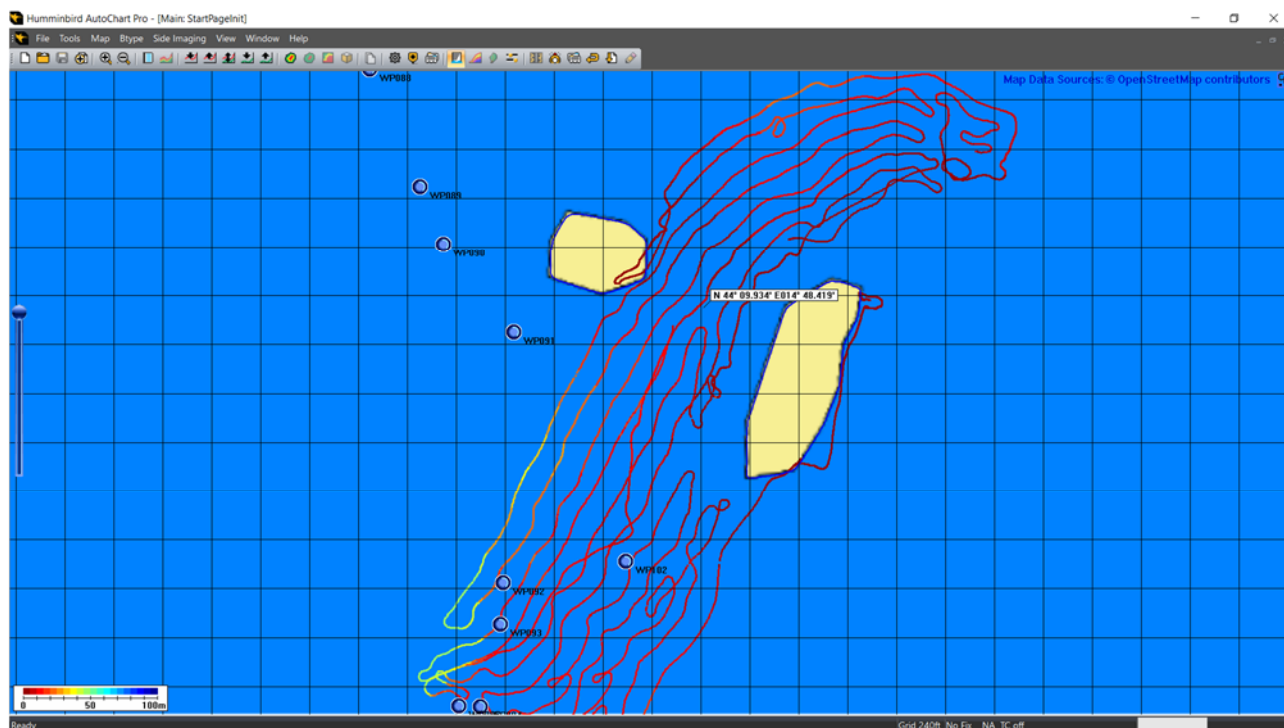 Humminbird AutoChart Pro - [Main: StartPageInit]
File Tools Map Btype Side Imaging View Window Help
Map Data Sources: © OpenStreetMap contributors
WP088
WP089
WP090
N 44° 09.934' E014° 48.419'
WP091
WP102
WP092
WP093
0 50 100m
Ready
Grid 240ft No Fix NA TC off